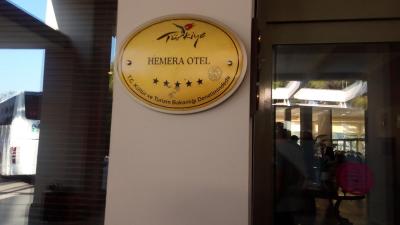 Türkiye
HEMERA OTEL
T.C. Kültür ve Turizm Bakanlığı Denetimindedir